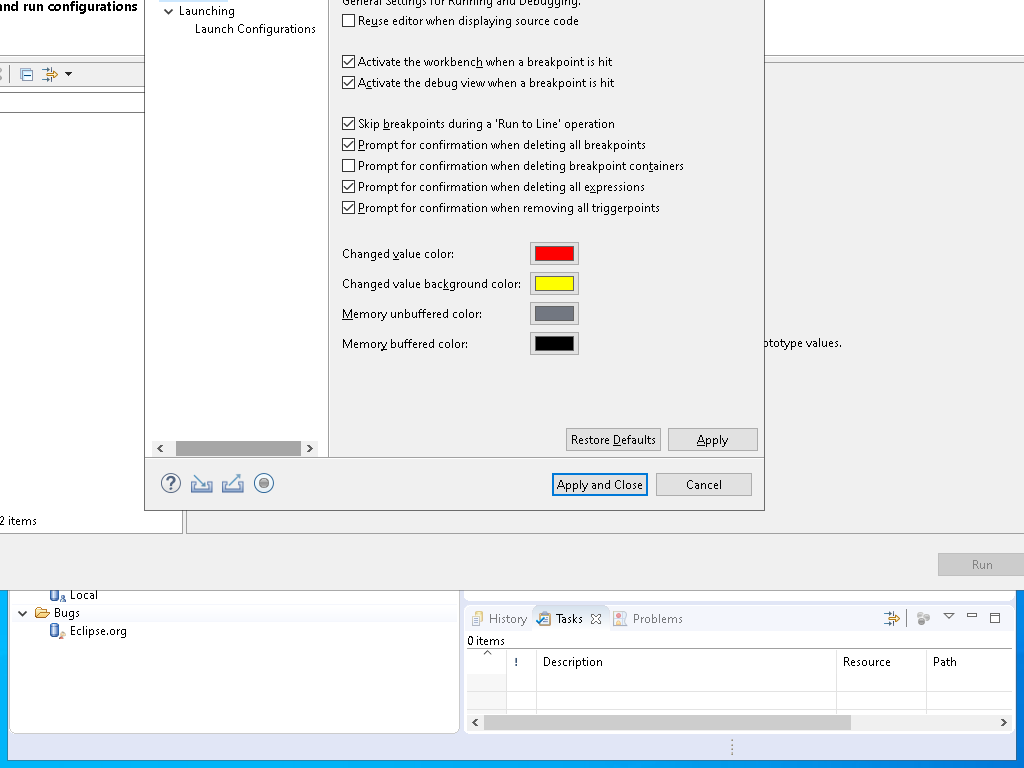 and run configurations
Launching
Launch Configurations
General Settings for Running and Debugging.
Reuse editor when displaying source code
Activate the workbench when a breakpoint is hit
Activate the debug view when a breakpoint is hit
Skip breakpoints during a 'Run to Line' operation
Prompt for confirmation when deleting all breakpoints
Prompt for confirmation when deleting breakpoint containers
Prompt for confirmation when deleting all expressions
Prompt for confirmation when removing all triggerpoints
Changed value color:
Changed value background color:
Memory unbuffered color:
Memory buffered color:
ototype values.
Restore Defaults
Apply
Apply and Close
Cancel
2 items
Run
Local
Bugs
Eclipse.org
History
Tasks
Problems
0 items
! Description Resource Path